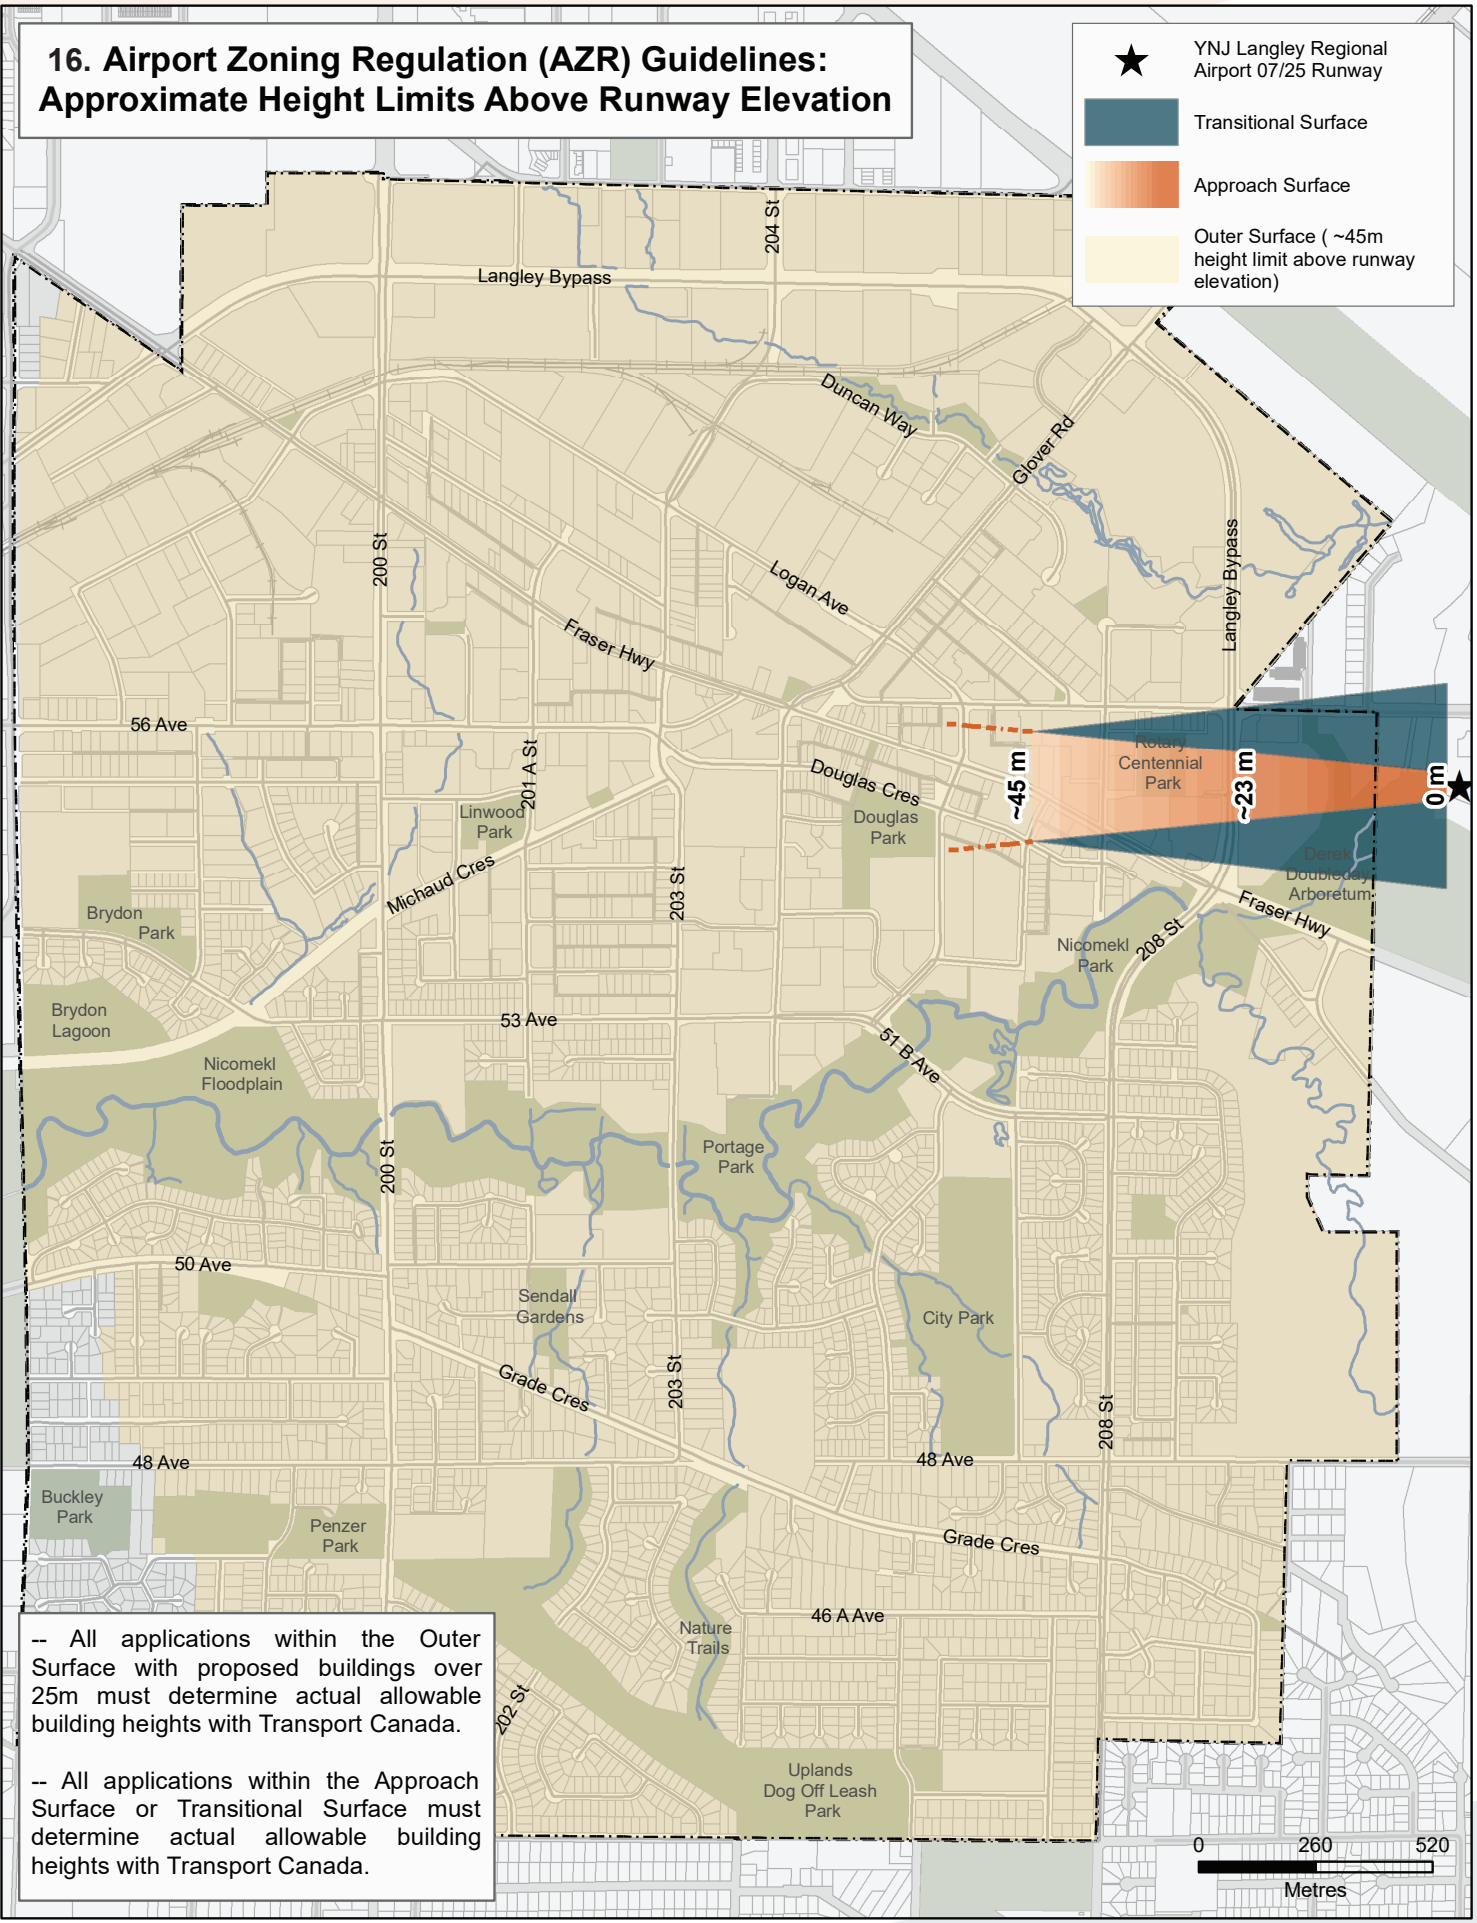 16. Airport Zoning Regulation (AZR) Guidelines:
Approximate Height Limits Above Runway Elevation
YNJ Langley Regional
Airport 07/25 Runway
Transitional Surface
Approach Surface
Outer Surface ( ~45m
height limit above runway
elevation)
204 St
Langley Bypass
Duncan Way
Glover Rd
200 St
Logan Ave
Langley Bypass
Fraser Hwy
56 Ave
201 A St
Douglas Cres
Rotary
Centennial
Park
~45 m
~23 m
0 m
Linwood
Park
Douglas
Park
Michaud Cres
203 St
Derek
Doubleday
Arboretum
Fraser Hwy
Brydon
Park
208 St
Nicomekl
Park
Brydon
Lagoon
53 Ave
51 B Ave
Nicomekl
Floodplain
200 St
Portage
Park
50 Ave
Sendall
Gardens
City Park
Grade Cres
203 St
208 St
48 Ave
48 Ave
Buckley
Park
Penzer
Park
Grade Cres
46 A Ave
Nature
Trails
202 St
Uplands
Dog Off Leash
Park
-- All applications within the Outer
Surface with proposed buildings over
25m must determine actual allowable
building heights with Transport Canada.
-- All applications within the Approach
Surface or Transitional Surface must
determine actual allowable building
heights with Transport Canada.
0 260 520
Metres